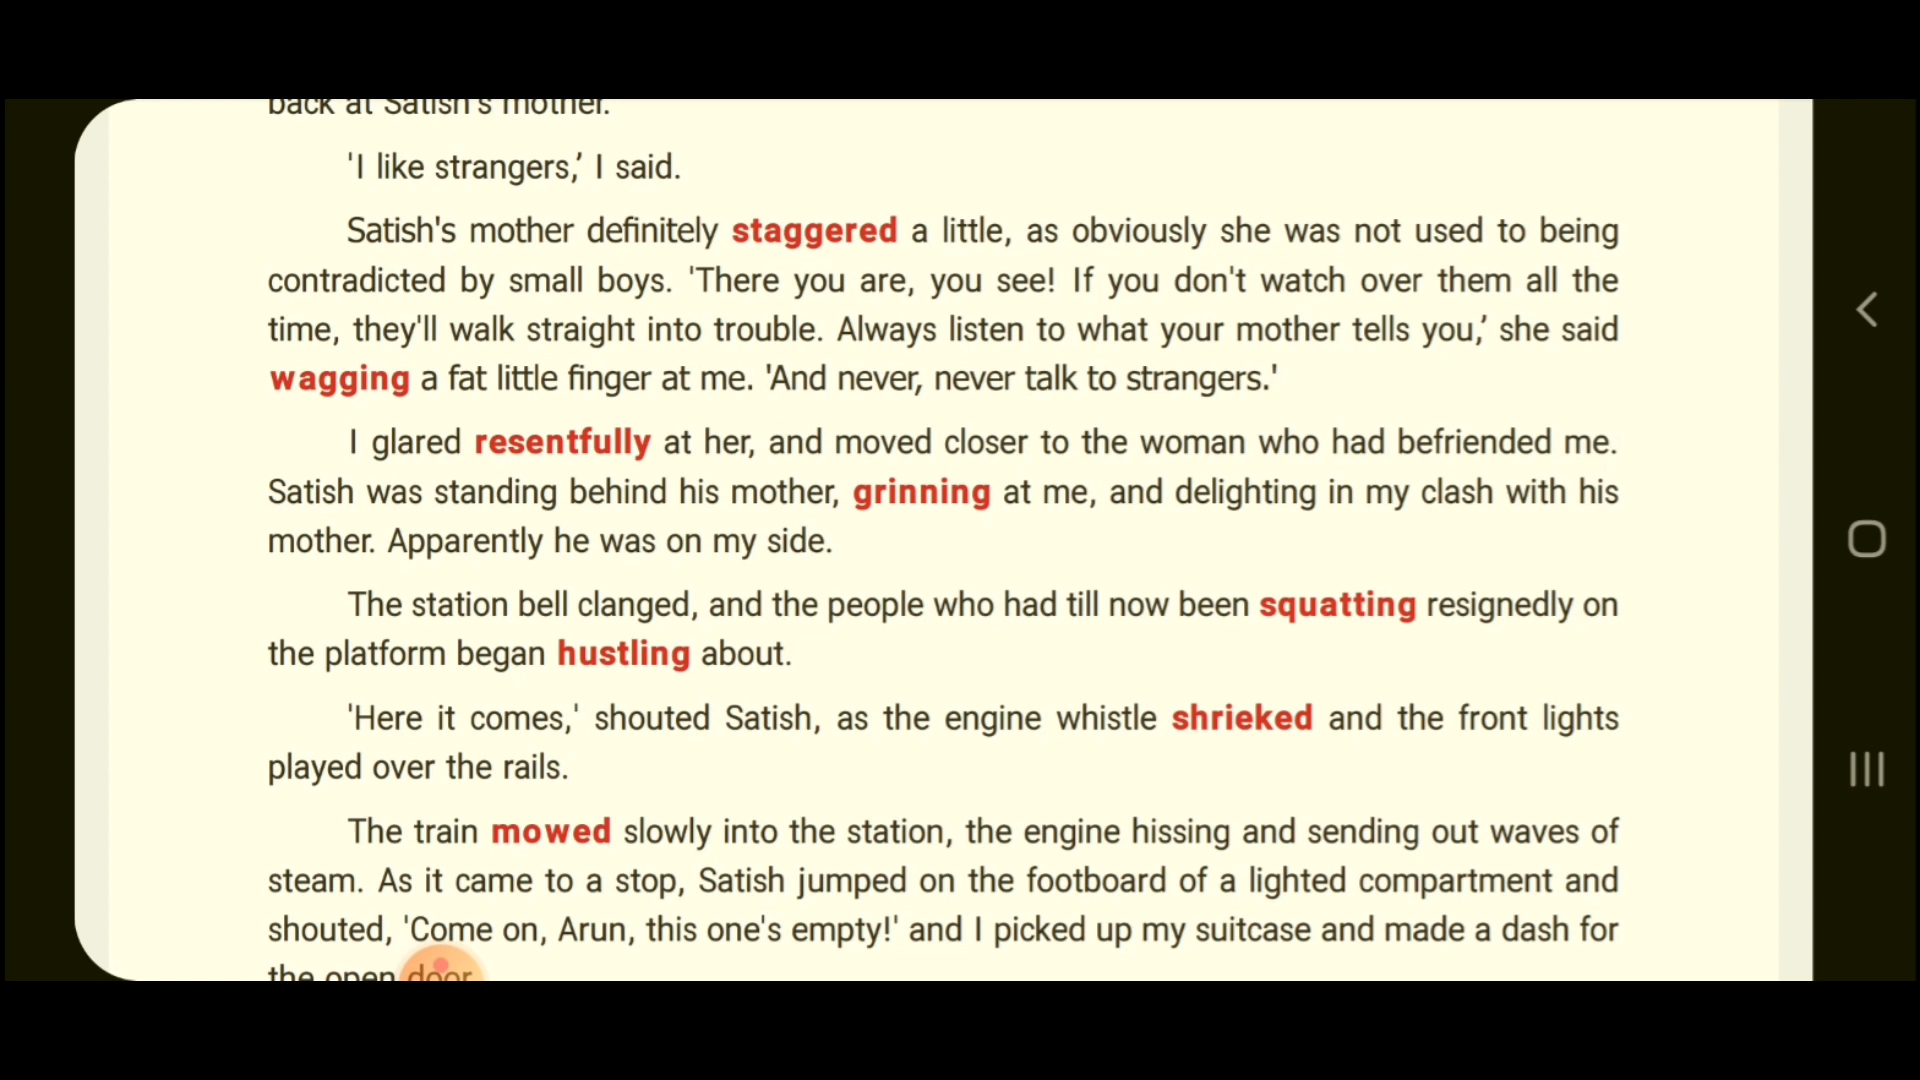 back at Satish's mother.
'I like strangers,’ I said.
Satish's mother definitely staggered a little, as obviously she was not used to being
contradicted by small boys. 'There you are, you see! If you don't watch over them all the
time, they'll walk straight into trouble. Always listen to what your mother tells you,’ she said
wagging a fat little finger at me. 'And never, never talk to strangers.'
I glared resentfully at her, and moved closer to the woman who had befriended me.
Satish was standing behind his mother, grinning at me, and delighting in my clash with his
mother. Apparently he was on my side.
The station bell clanged, and the people who had till now been squatting resignedly on
the platform began hustling about.
'Here it comes,' shouted Satish, as the engine whistle shrieked and the front lights
played over the rails.
The train mowed slowly into the station, the engine hissing and sending out waves of
steam. As it came to a stop, Satish jumped on the footboard of a lighted compartment and
shouted, 'Come on, Arun, this one's empty!' and I picked up my suitcase and made a dash for
the open door.